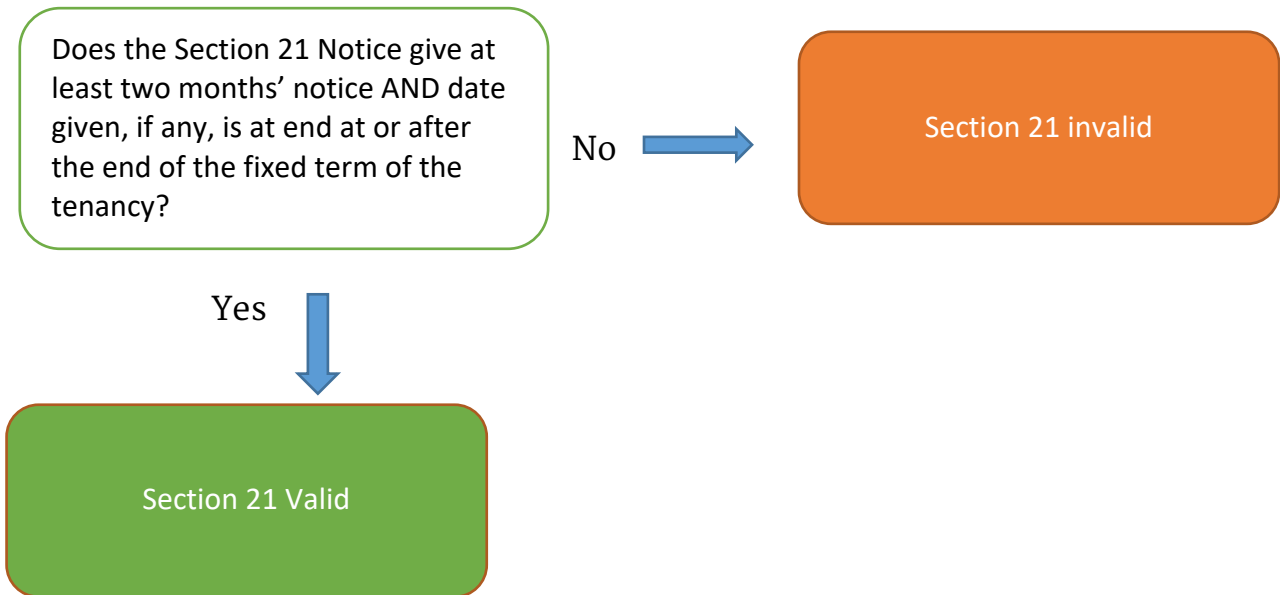 Does the Section 21 Notice give at
least two months’ notice AND date
given, if any, is at end at or after
the end of the fixed term of the
tenancy?
No
Section 21 invalid
Yes
Section 21 Valid